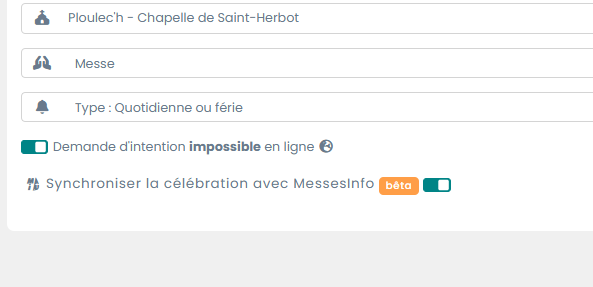 Ploulec'h - Chapelle de Saint-Herbot
Messe
Type : Quotidienne ou férie
Demande d'intention impossible en ligne
Synchroniser la célébration avec MessesInfo bêta